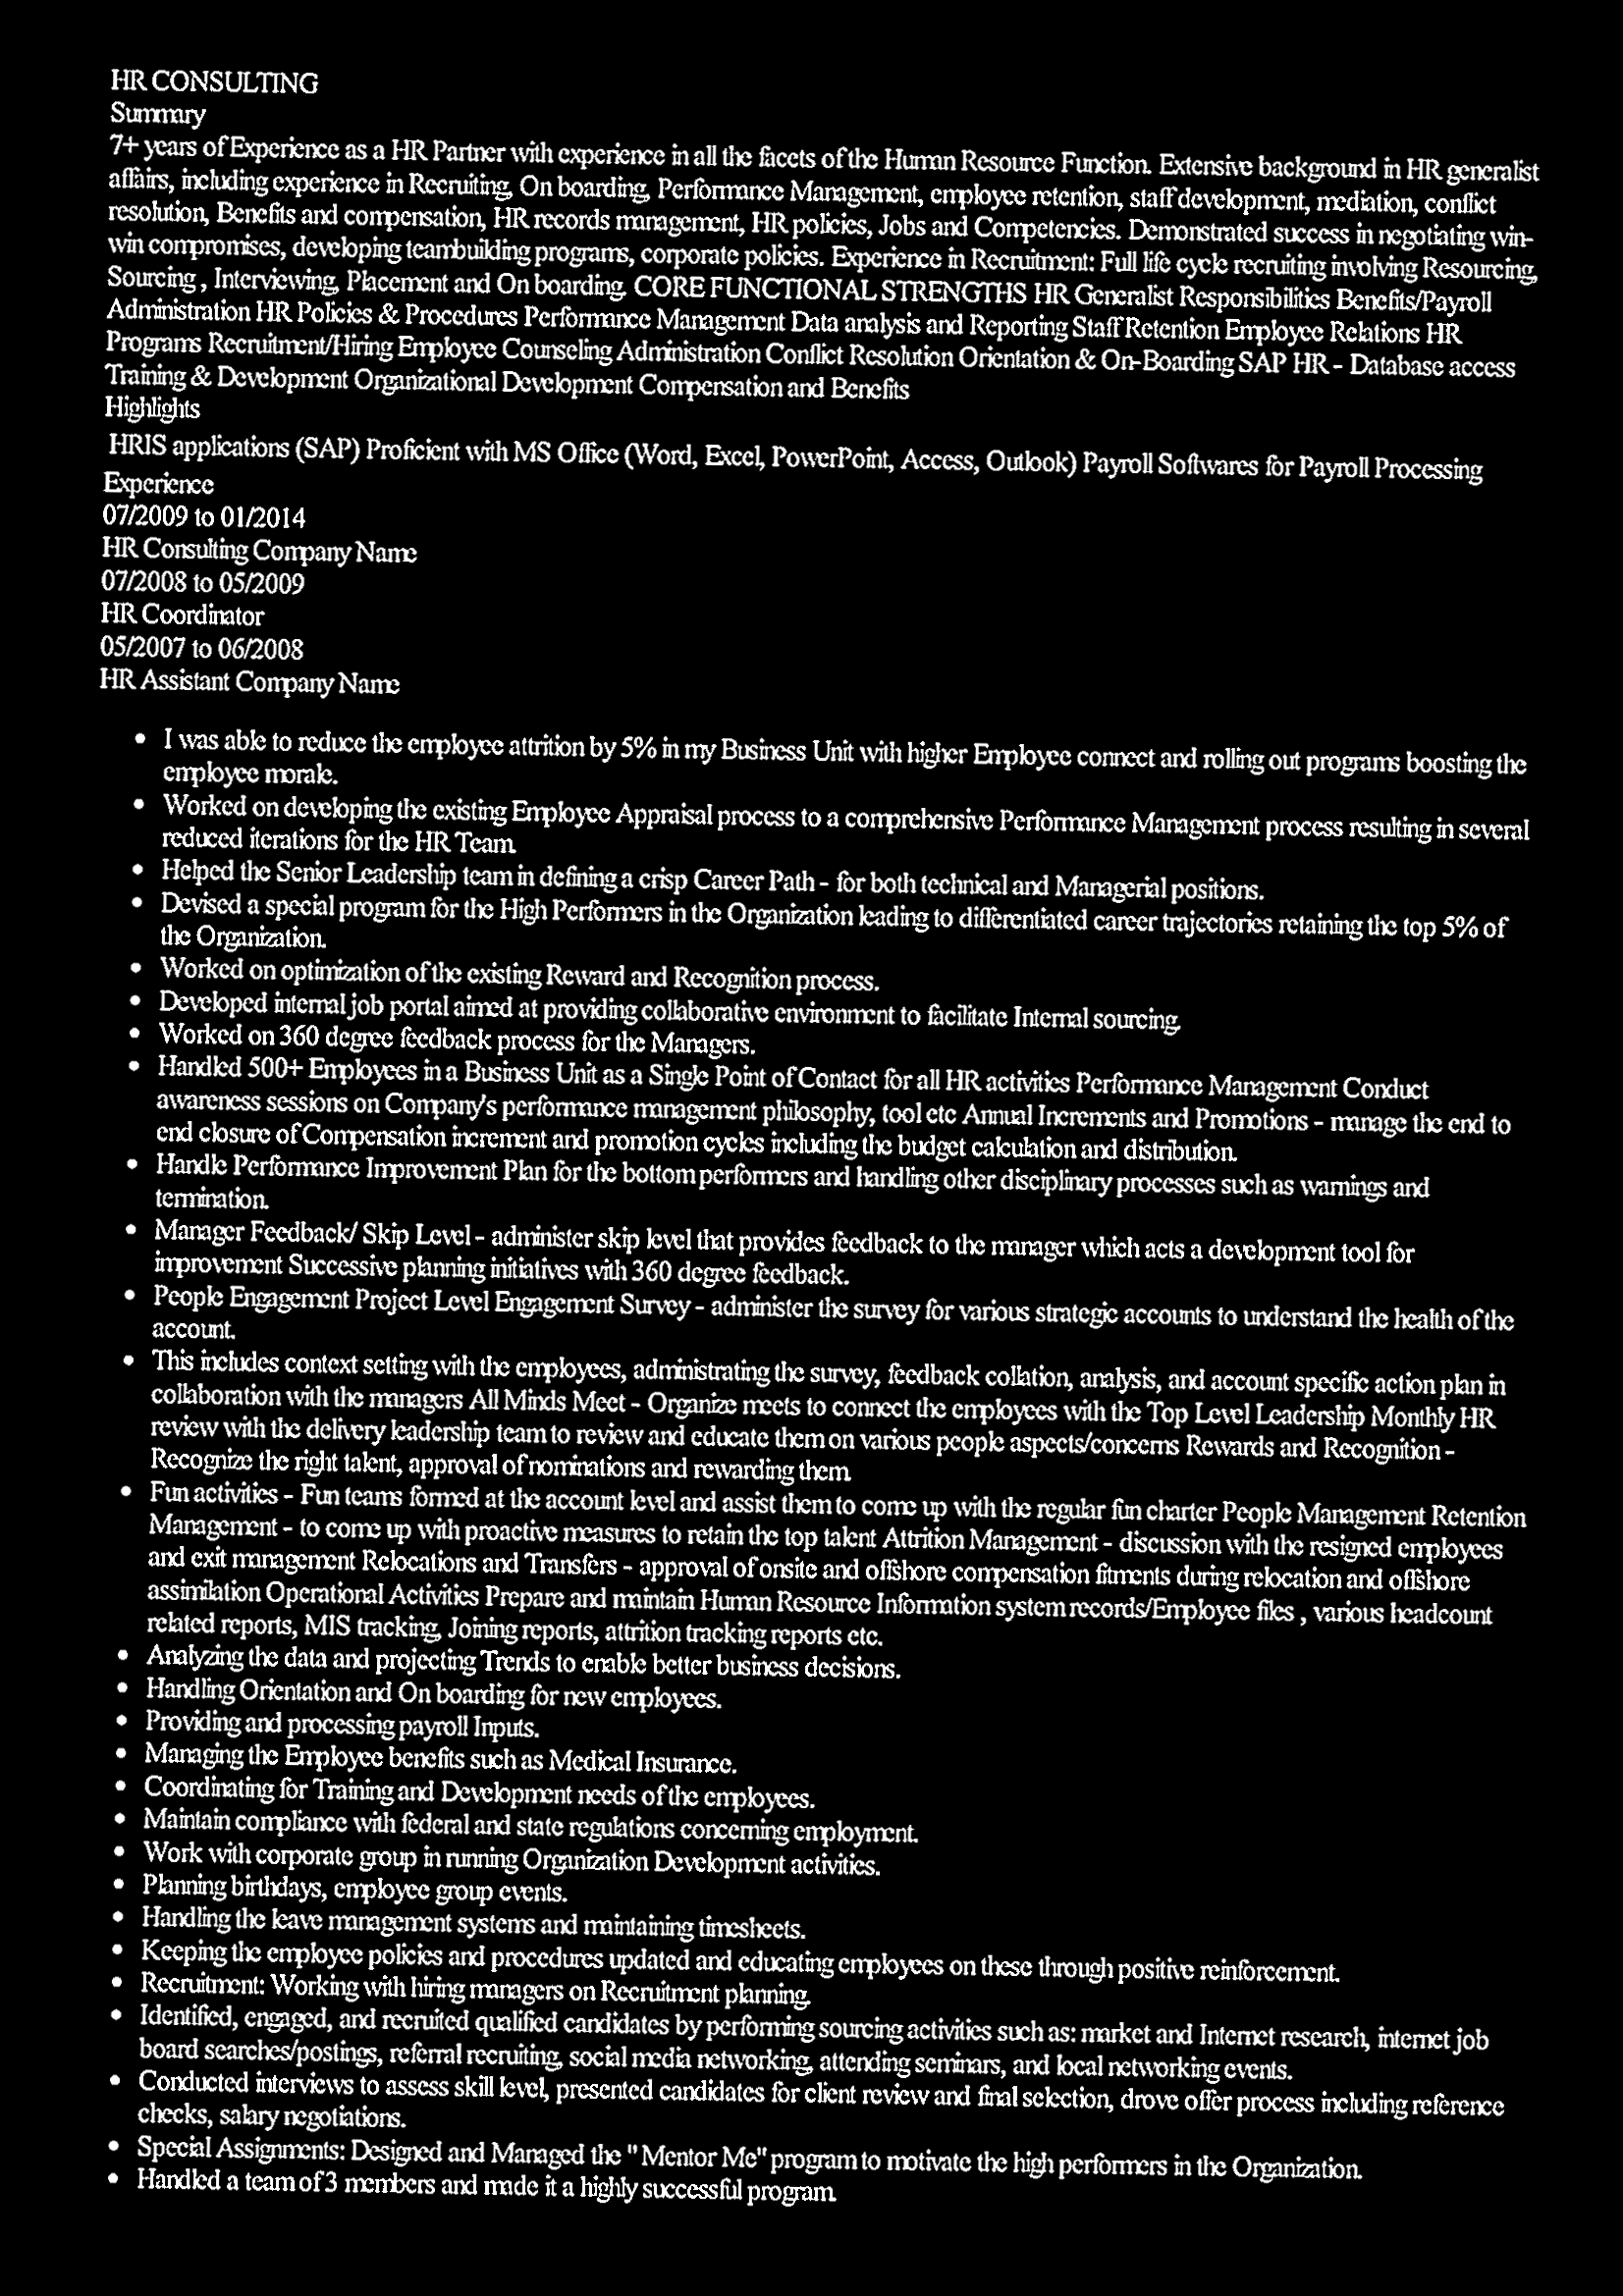 HR CONSULTING
Summary
7+ years of Experience as a HR Partner with experience in all the facets of the Human Resource Function. Extensive background in HR generalist
affairs, including experience in Recruiting, On boarding, Performance Management, employee retention, staff development, mediation, conflict
resolution, Benefits and compensation, HR records management, HR policies, Jobs and Competencies. Demonstrated success in negotiating win-
win compromises, developing teambuilding programs, corporate policies. Experience in Recruitment: Full life cycle recruiting involving Resourcing,
Sourcing , Interviewing, Placement and On boarding. CORE FUNCTIONAL STRENGTHS HR Generalist Responsibilities Benefits/Payroll
Administration HR Policies & Procedures Performance Management Data analysis and Reporting Staff Retention Employee Relations HR
Programs Recruitment/Hiring Employee Counseling Administration Conflict Resolution Orientation & On-Boarding SAP HR - Database access
Training & Development Organizational Development Compensation and Benefits
Highlights
HRIS applications (SAP) Proficient with MS Office (Word, Excel, PowerPoint, Access, Outlook) Payroll Softwares for Payroll Processing
Experience
07/2009 to 01/2014
HR Consulting Company Name
07/2008 to 05/2009
HR Coordinator
05/2007 to 06/2008
HR Assistant Company Name
• I was able to reduce the employee attrition by 5% in my Business Unit with higher Employee connect and rolling out programs boosting the
employee morale.
• Worked on developing the existing Employee Appraisal process to a comprehensive Performance Management process resulting in several
reduced iterations for the HR Team.
• Helped the Senior Leadership team in defining a crisp Career Path - for both technical and Managerial positions.
• Devised a special program for the High Performers in the Organization leading to differentiated career trajectories retaining the top 5% of
the Organization.
• Worked on optimization of the existing Reward and Recognition process.
• Developed internal job portal aimed at providing collaborative environment to facilitate Internal sourcing.
• Worked on 360 degree feedback process for the Managers.
• Handled 500+ Employees in a Business Unit as a Single Point of Contact for all HR activities Performance Management Conduct
awareness sessions on Company's performance management philosophy, tool etc Annual Increments and Promotions - manage the end to
end closure of Compensation increment and promotion cycles including the budget calculation and distribution.
• Handle Performance Improvement Plan for the bottom performers and handling other disciplinary processes such as warnings and
termination.
• Manager Feedback/ Skip Level - administer skip level that provides feedback to the manager which acts a development tool for
improvement Successive planning initiatives with 360 degree feedback.
• People Engagement Project Level Engagement Survey - administer the survey for various strategic accounts to understand the health of the
account.
• This includes context setting with the employees, administrating the survey, feedback collation, analysis, and account specific action plan in
collaboration with the managers All Minds Meet - Organize meets to connect the employees with the Top Level Leadership Monthly HR
review with the delivery leadership team to review and educate them on various people aspects/concerns Rewards and Recognition -
Recognize the right talent, approval of nominations and rewarding them.
• Fun activities - Fun teams formed at the account level and assist them to come up with the regular fun charter People Management Retention
Management - to come up with proactive measures to retain the top talent Attrition Management - discussion with the resigned employees
and exit management Relocations and Transfers - approval of onsite and offshore compensation fitments during relocation and offshore
assimilation Operational Activities Prepare and maintain Human Resource Information system records/Employee files , various headcount
related reports, MIS tracking, Joining reports, attrition tracking reports etc.
• Analyzing the data and projecting Trends to enable better business decisions.
• Handling Orientation and On boarding for new employees.
• Providing and processing payroll Inputs.
• Managing the Employee benefits such as Medical Insurance.
• Coordinating for Training and Development needs of the employees.
• Maintain compliance with federal and state regulations concerning employment.
• Work with corporate group in running Organization Development activities.
• Planning birthdays, employee group events.
• Handling the leave management systems and maintaining timesheets.
• Keeping the employee policies and procedures updated and educating employees on these through positive reinforcement.
• Recruitment: Working with hiring managers on Recruitment planning.
• Identified, engaged, and recruited qualified candidates by performing sourcing activities such as: market and Internet research, internet job
board searches/postings, referral recruiting, social media networking, attending seminars, and local networking events.
• Conducted interviews to assess skill level, presented candidates for client review and final selection, drove offer process including reference
checks, salary negotiations.
• Special Assignments: Designed and Managed the " Mentor Me" program to motivate the high performers in the Organization.
• Handled a team of 3 members and made it a highly successful program.